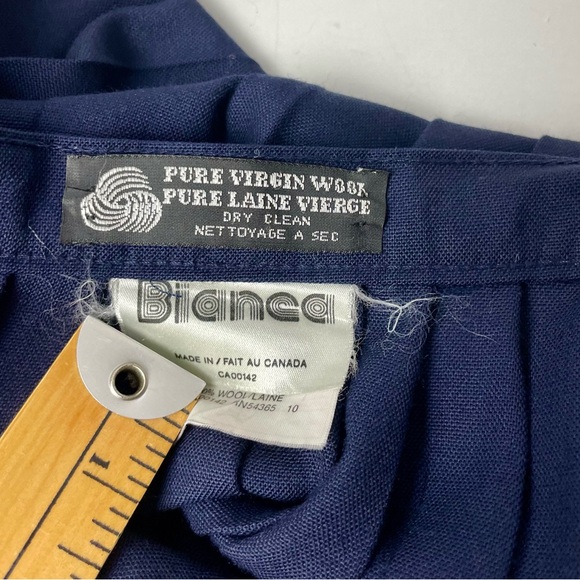 PURE VIRGIN WOOL
PURE LAINE VIERGE
DRY CLEAN
NETTOYAGE A SEC
Bianca
MADE IN / FAIT AU CANADA
CA00142
WOOL/LAINE
10